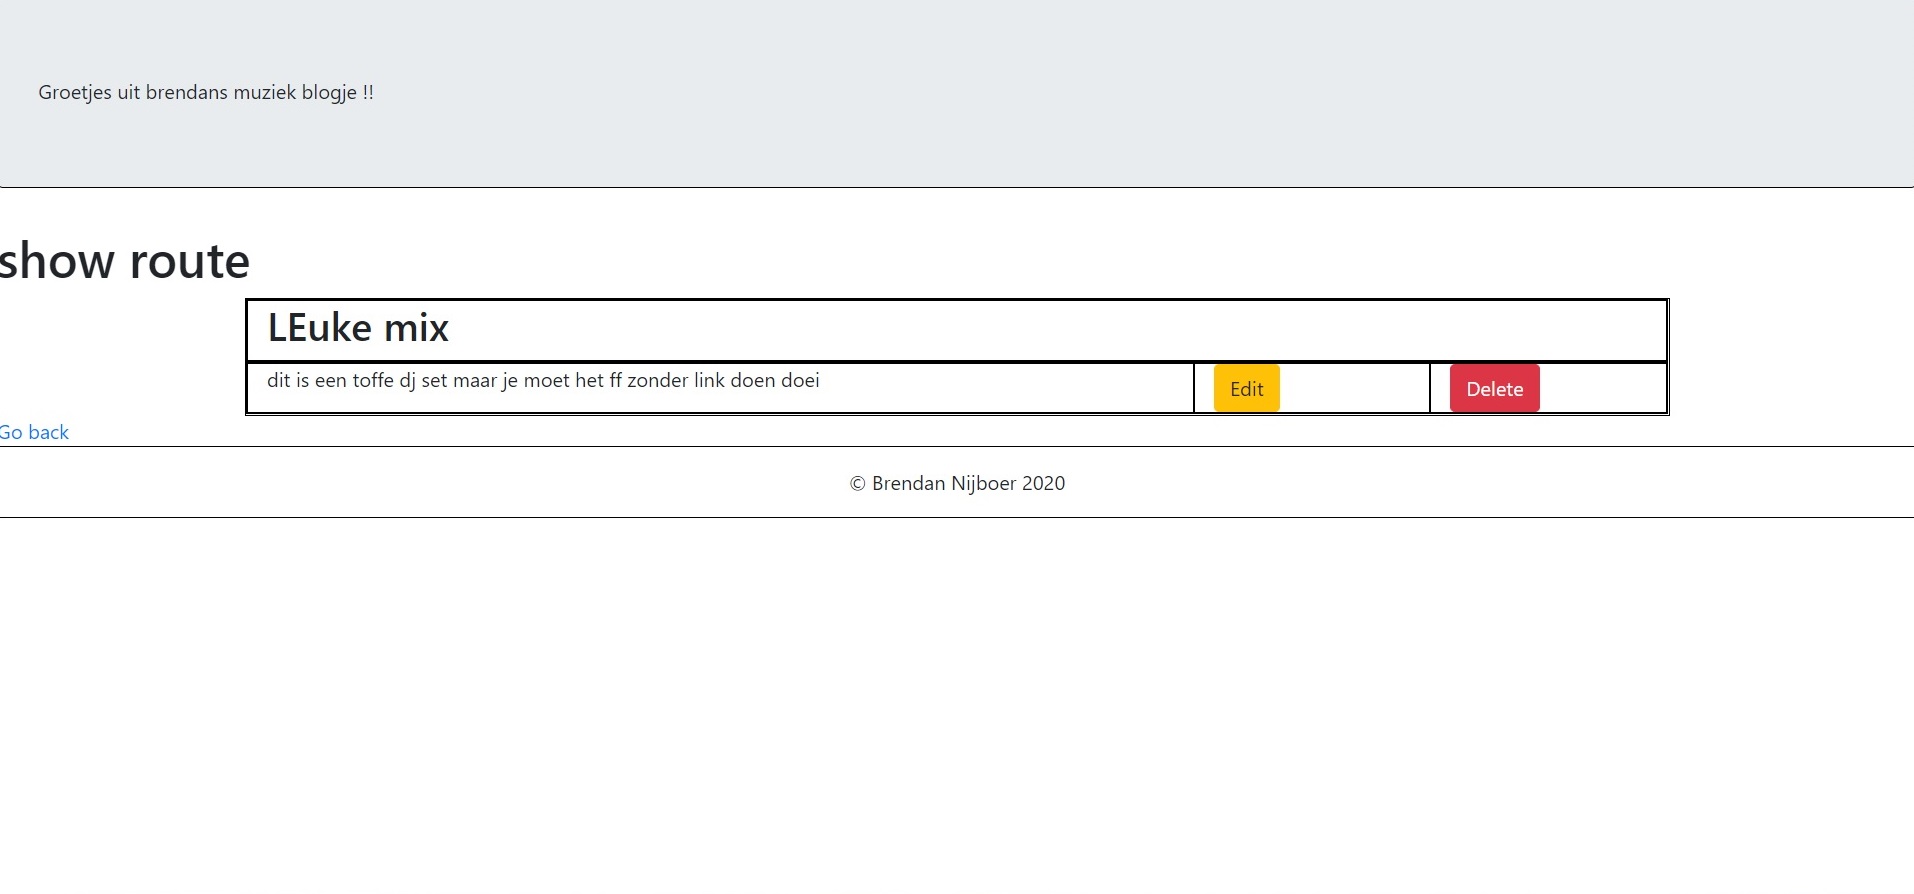 Groetjes uit brendans muziek blogje !!
show route
LEuke mix
dit is een toffe dj set maar je moet het ff zonder link doen doei
Edit
Delete
Go back
© Brendan Nijboer 2020